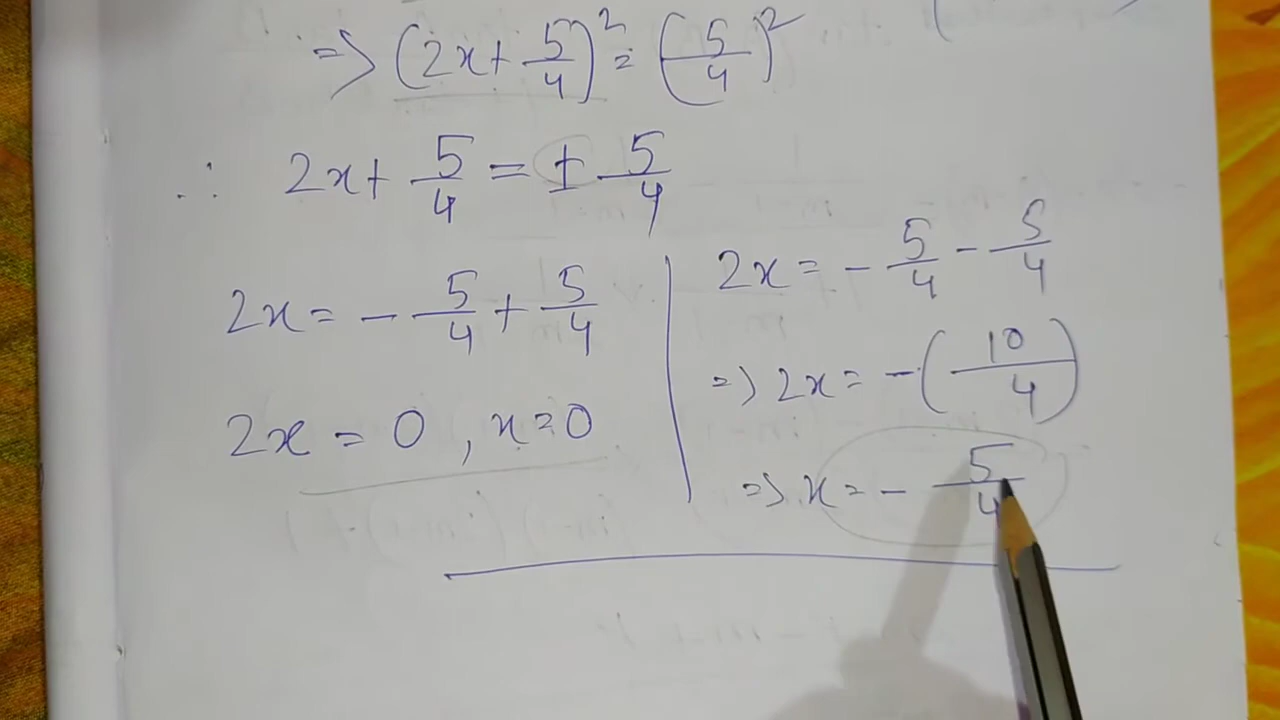 => (2x + 5/4)² = (5/4)²
∴ 2x + 5/4 = ± 5/4
2x = - 5/4 + 5/4
2x = 0 , x = 0
2x = - 5/4 - 5/4
=> 2x = - (10/4)
=> x = - 5/4